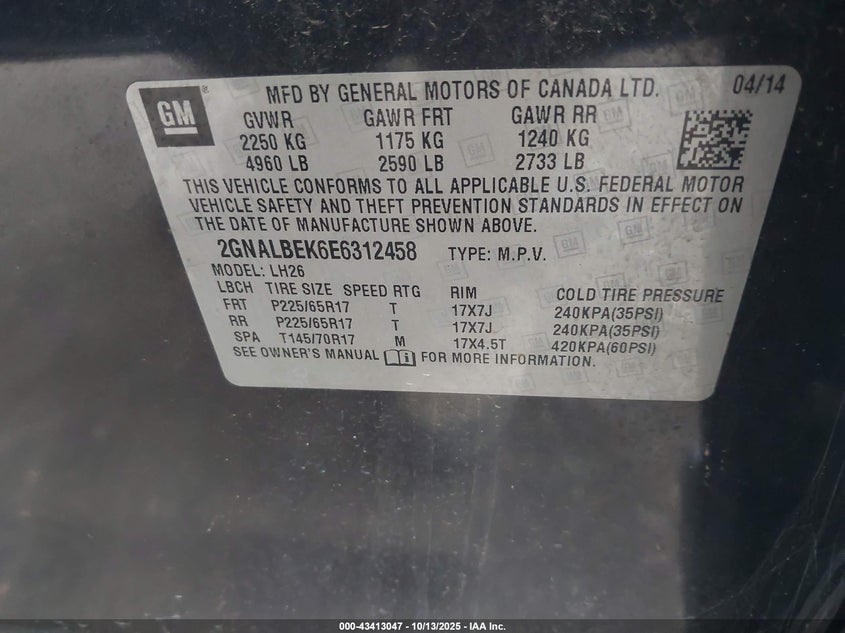 GM
MFD BY GENERAL MOTORS OF CANADA LTD. 04/14
GVWR GAWR FRT GAWR RR
2250 KG 1175 KG 1240 KG
4960 LB 2590 LB 2733 LB
THIS VEHICLE CONFORMS TO ALL APPLICABLE U.S. FEDERAL MOTOR
VEHICLE SAFETY AND THEFT PREVENTION STANDARDS IN EFFECT ON
THE DATE OF MANUFACTURE SHOWN ABOVE.
2GNALBEK6E6312458 TYPE: M.P.V.
MODEL: LH26
LBCH TIRE SIZE SPEED RTG RIM COLD TIRE PRESSURE
FRT P225/65R17 T 17X7J 240KPA(35PSI)
RR P225/65R17 T 17X7J 240KPA(35PSI)
SPA T145/70R17 M 17X4.5T 420KPA(60PSI)
SEE OWNER'S MANUAL FOR MORE INFORMATION.
000-43413047 - 10/13/2025 - IAA Inc.